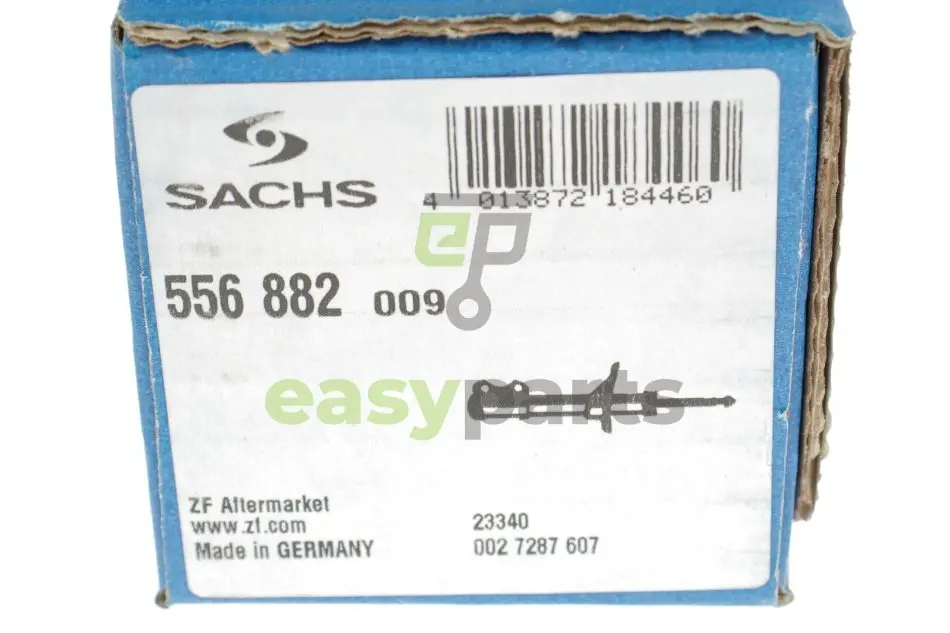 SACHS
4 013872 184460
ep
556 882 009
easyparts
ZF Aftermarket
www.zf.com
Made in GERMANY
23340
002 7287 607